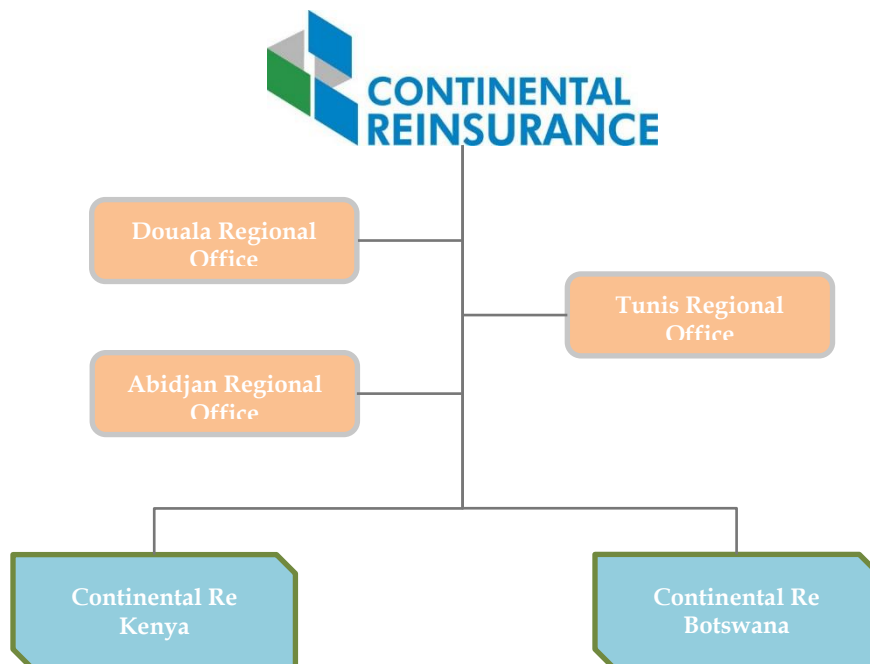 CONTINENTAL
REINSURANCE
Douala Regional
Office
Tunis Regional
Office
Abidjan Regional
Office
Continental Re
Kenya
Continental Re
Botswana